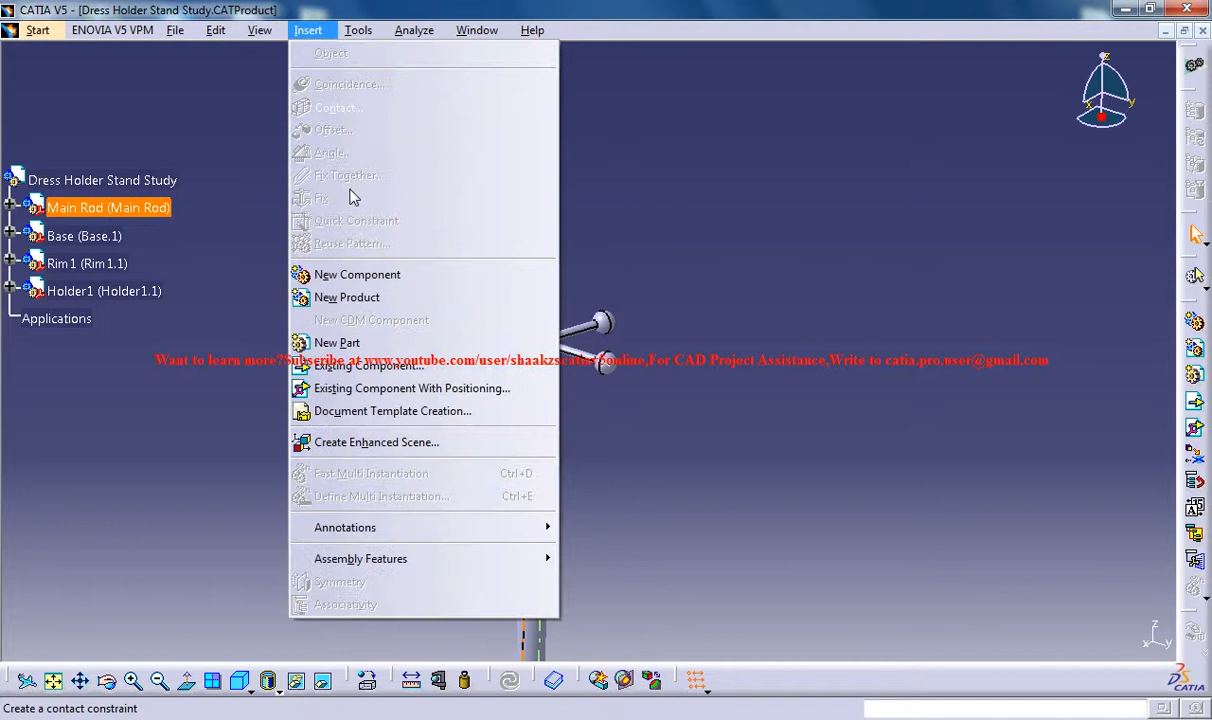 CATIA V5 - [Dress Holder Stand Study.CATProduct]
Start ENOVIA V5 VPM File Edit View Insert Tools Analyze Window Help
Object
Coincidence...
Contact...
Offset...
Angle...
Fix Together...
Fix
Quick Constraint
Reuse Pattern...
New Component
New Product
New CDM Component
New Part
Existing Component...
Existing Component With Positioning...
Document Template Creation...
Create Enhanced Scene...
Fast Multi Instantiation Ctrl+D
Define Multi Instantiation... Ctrl+E
Annotations
Assembly Features
Symmetry
Associativity
Dress Holder Stand Study
Main Rod (Main Rod)
Base (Base.1)
Rim1 (Rim1.1)
Holder1 (Holder1.1)
Applications
Want to learn more?Subscribe at www.youtube.com/user/shaakzscatiav5online,For CAD Project Assistance,Write to catia.pro.user@gmail.com
z
x y
z
x y
CATIA
Create a contact constraint